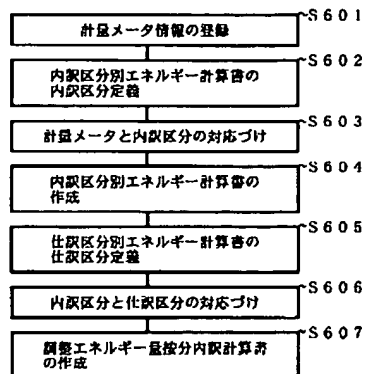 S601
計量メータ情報の登録
S602
内訳区分別エネルギー計算書の
内訳区分定義
S603
計量メータと内訳区分の対応づけ
S604
内訳区分別エネルギー計算書の
作成
S605
仕訳区分別エネルギー計算書の
仕訳区分定義
S606
内訳区分と仕訳区分の対応づけ
S607
調整エネルギー量按分内訳計算書
の作成